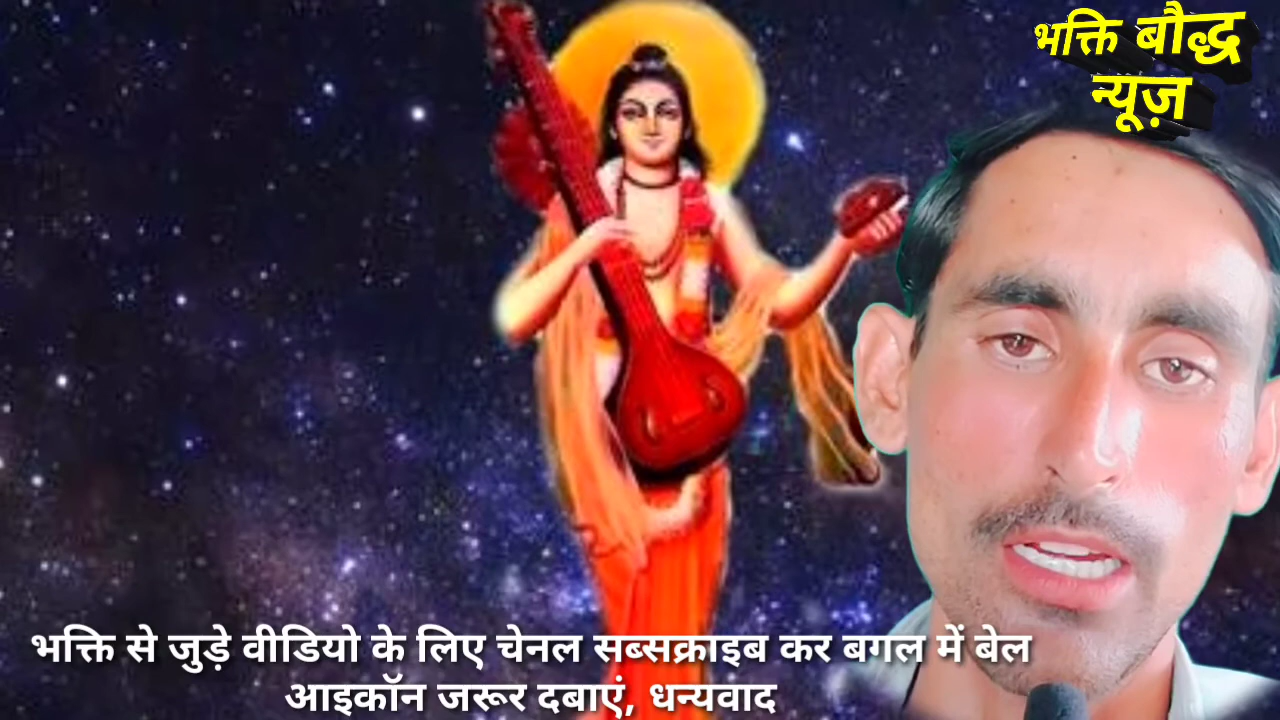 भक्ति बौद्ध
न्यूज़
भक्ति से जुड़े वीडियो के लिए चेनल सब्सक्राइब कर बगल में बेल
आइकॉन जरूर दबाएं, धन्यवाद